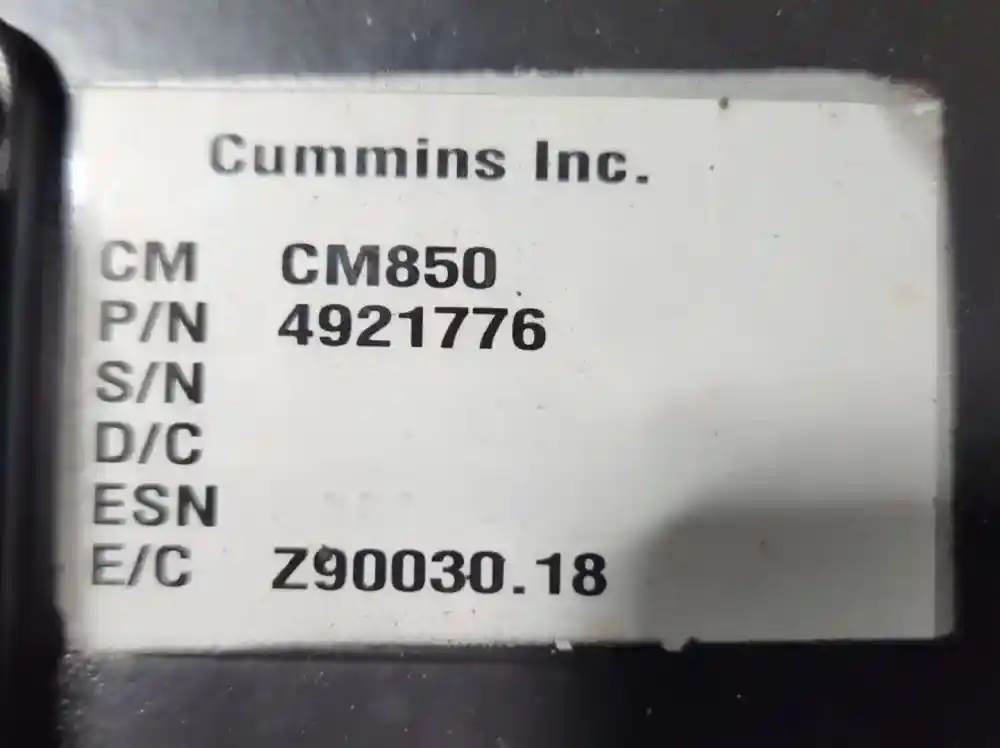 Cummins Inc.
CM CM850
P/N 4921776
S/N
D/C
ESN
E/C Z90030.18